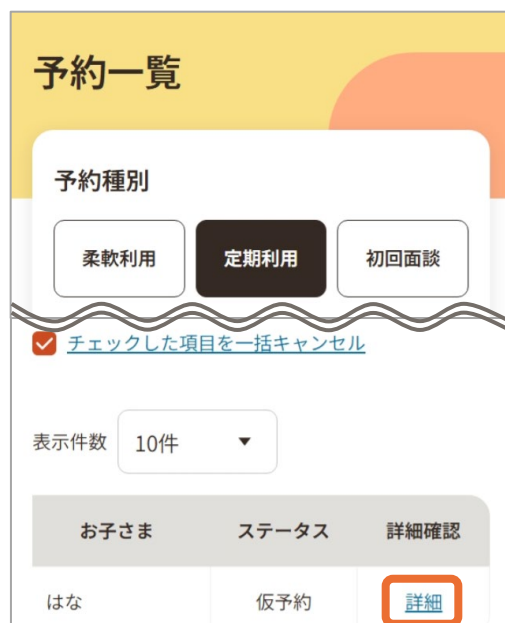 予約一覧
予約種別
柔軟利用 定期利用 初回面談
チェックした項目を一括キャンセル
表示件数 10件
お子さま ステータス 詳細確認
はな 仮予約 詳細